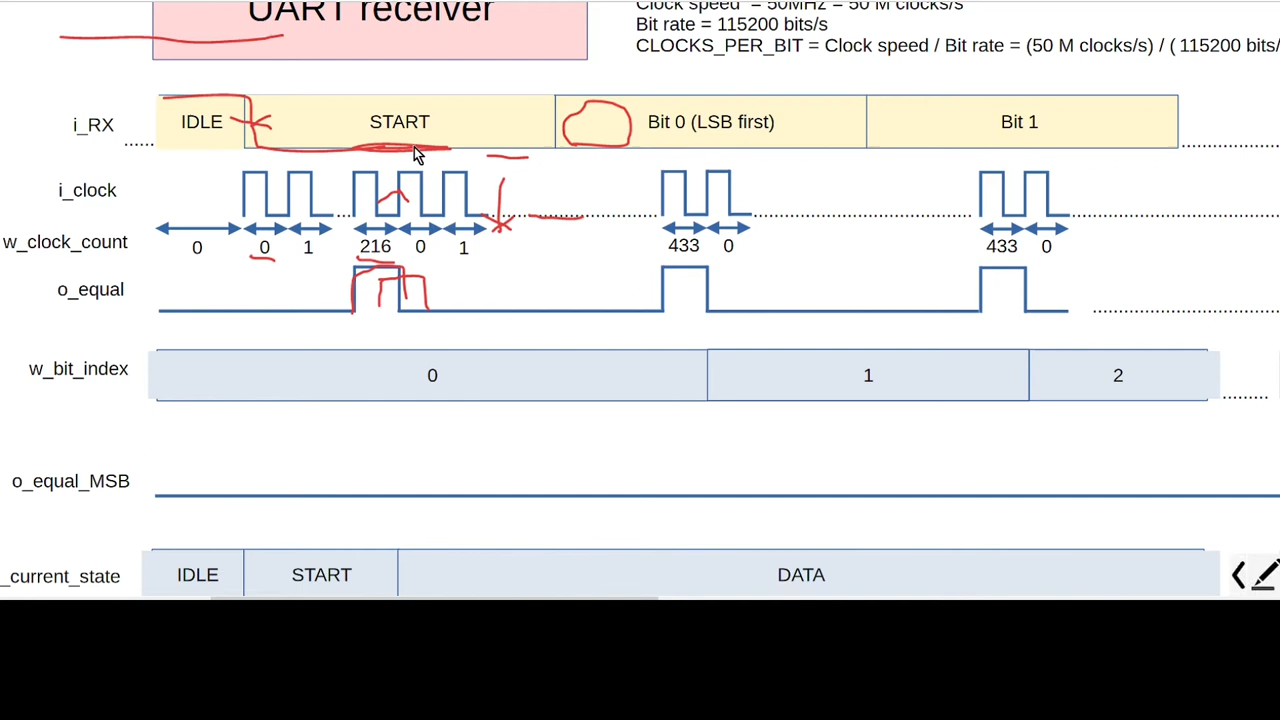 UART receiver
Clock speed = 50MHz = 50 M clocks/s
Bit rate = 115200 bits/s
CLOCKS_PER_BIT = Clock speed / Bit rate = (50 M clocks/s) / ( 115200 bits/
i_RX IDLE START Bit 0 (LSB first) Bit 1
i_clock
w_clock_count 0 0 1 216 0 1 433 0 433 0
o_equal
w_bit_index 0 1 2
o_equal_MSB
_current_state IDLE START DATA